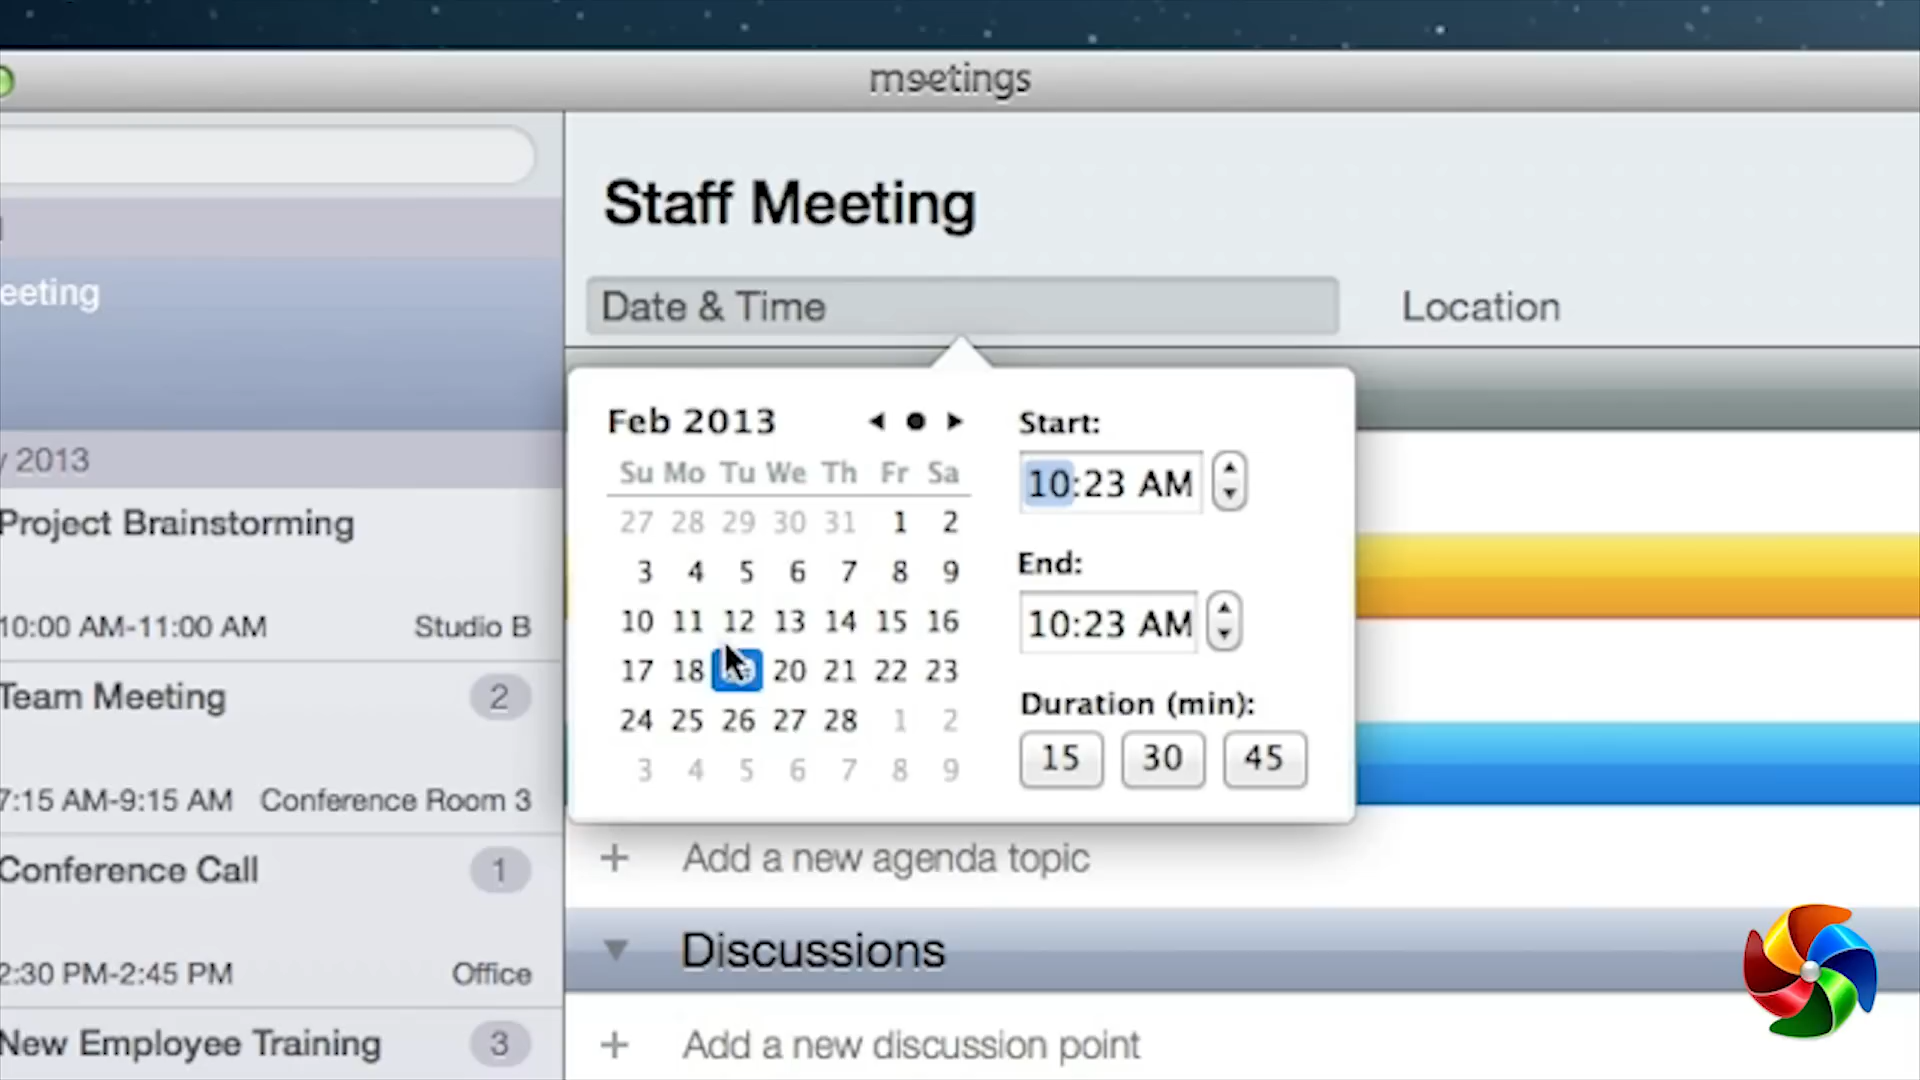 meetings
Staff Meeting
Date & Time
Location
eeting
Feb 2013
Su Mo Tu We Th Fr Sa
27 28 29 30 31 1 2
3 4 5 6 7 8 9
10 11 12 13 14 15 16
17 18 20 21 22 23
24 25 26 27 28 1 2
3 4 5 6 7 8 9
Start:
10:23 AM
End:
10:23 AM
Duration (min):
15 30 45
y 2013
Project Brainstorming
10:00 AM-11:00 AM Studio B
Team Meeting 2
7:15 AM-9:15 AM Conference Room 3
Conference Call 1
2:30 PM-2:45 PM Office
New Employee Training 3
+ Add a new agenda topic
Discussions
+ Add a new discussion point